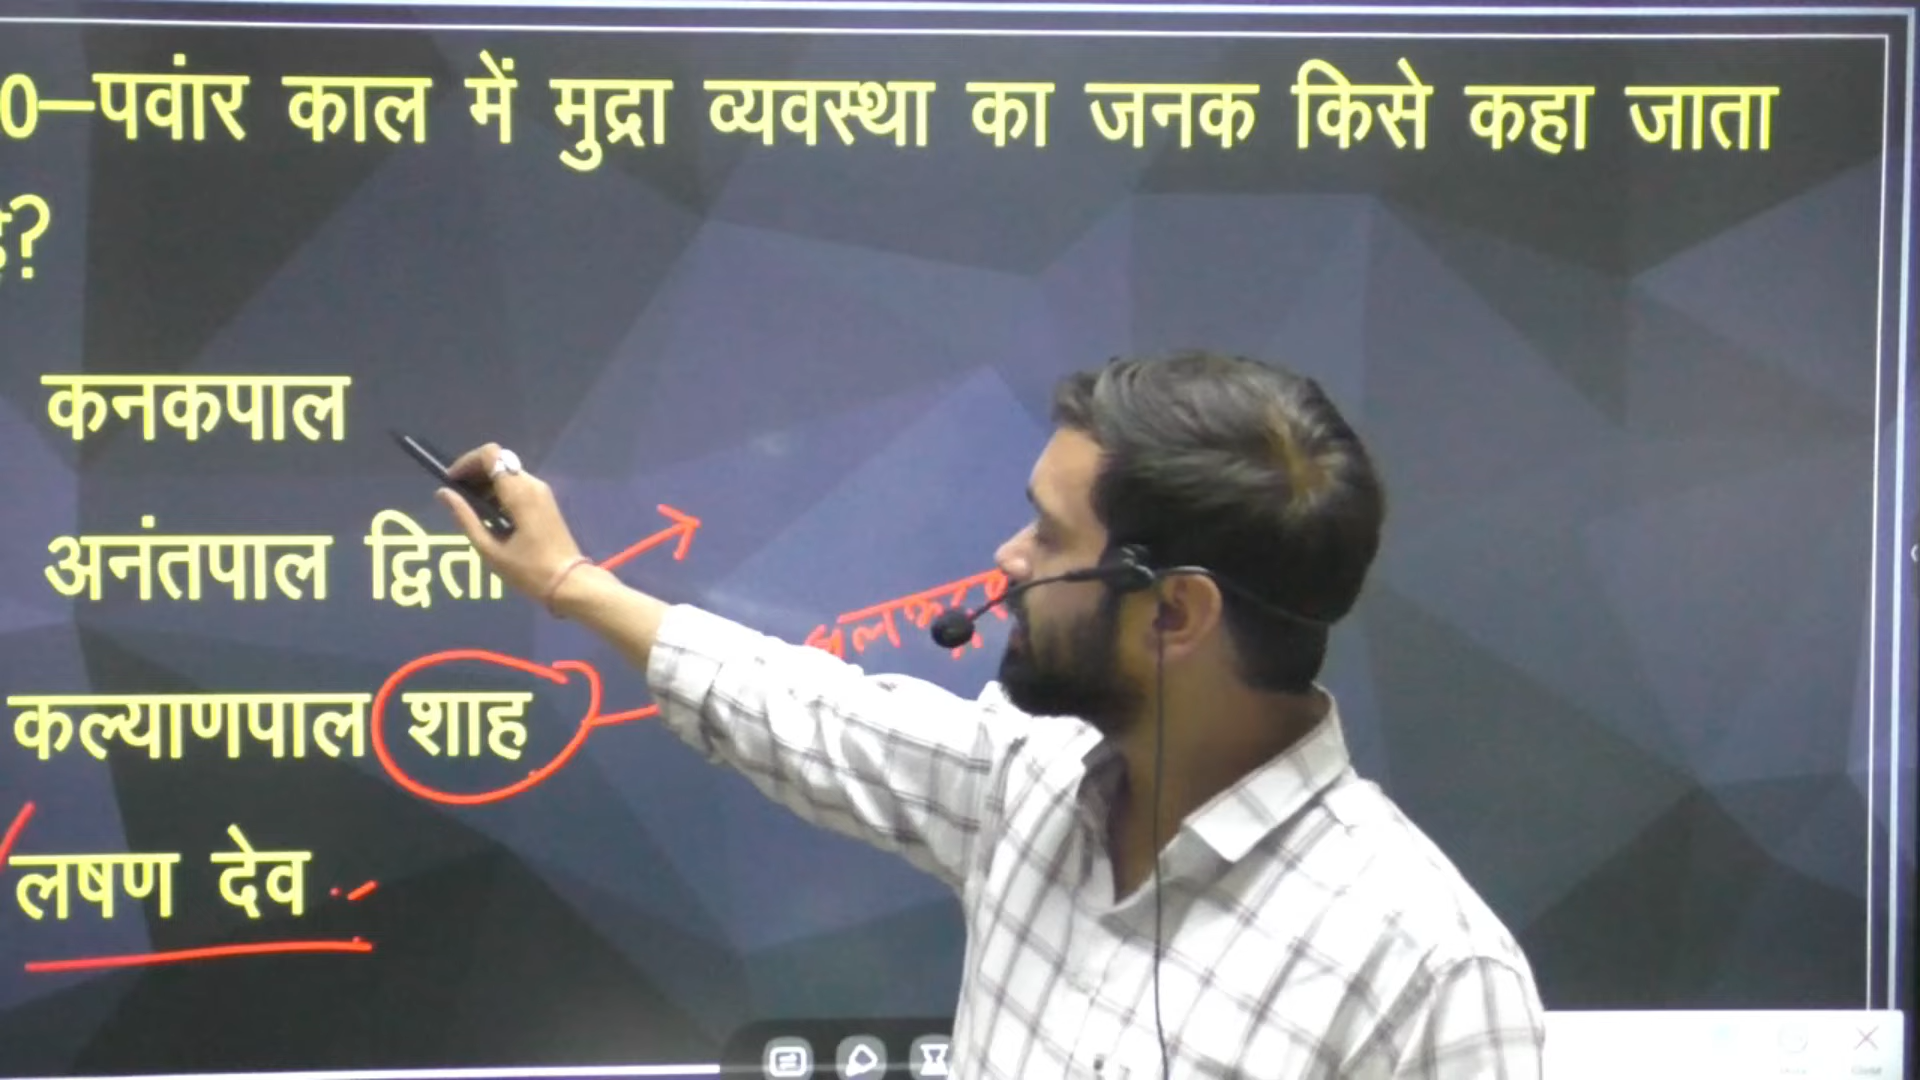 0–पवांर काल में मुद्रा व्यवस्था का जनक किसे कहा जाता
है?
कनकपाल
अनंतपाल
कल्याणपाल शाह
लषण देव